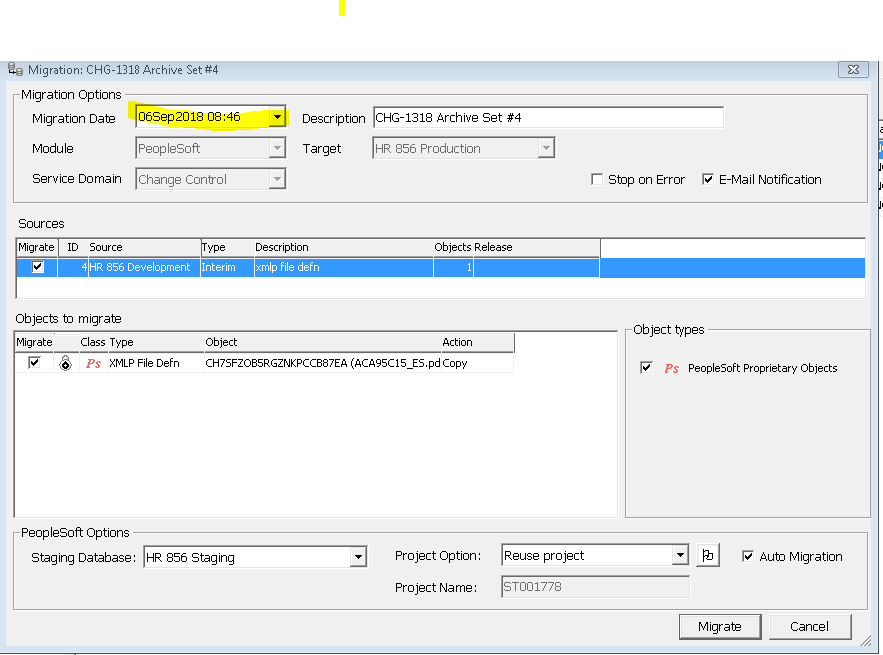 Migration: CHG-1318 Archive Set #4
Migration Options
Migration Date 06Sep2018 08:46 Description CHG-1318 Archive Set #4
Module PeopleSoft Target HR 856 Production
Service Domain Change Control Stop on Error E-Mail Notification
Sources
Migrate ID Source Type Description Objects Release
4 HR 856 Development Interim xmlp file defn 1
Objects to migrate
Migrate Class Type Object Action
Ps XMLP File Defn CH7SFZOB5RGZNKPCCB87EA (ACA95C15_ES.pd Copy
Object types
Ps PeopleSoft Proprietary Objects
PeopleSoft Options
Staging Database: HR 856 Staging Project Option: Reuse project Auto Migration
Project Name: ST001778
Migrate Cancel